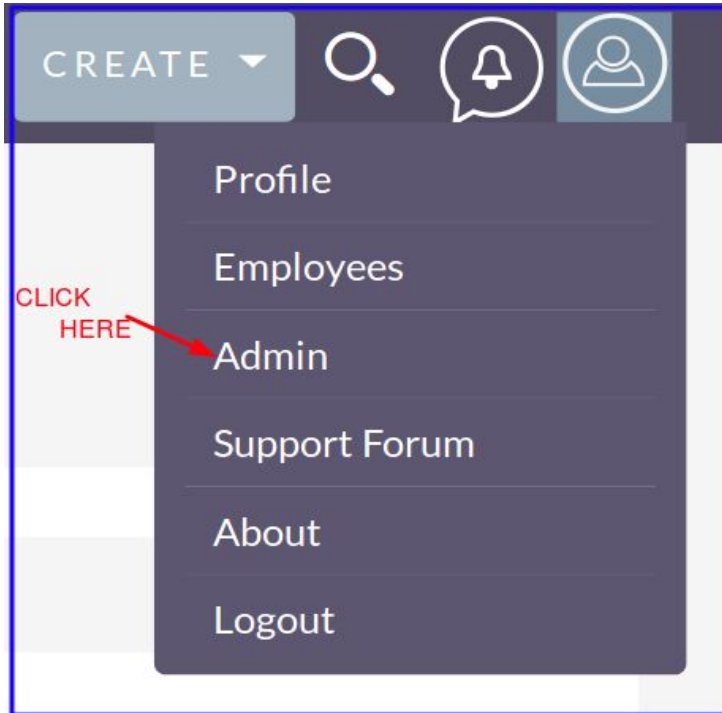 CREATE
Profile
Employees
CLICK
HERE
Admin
Support Forum
About
Logout